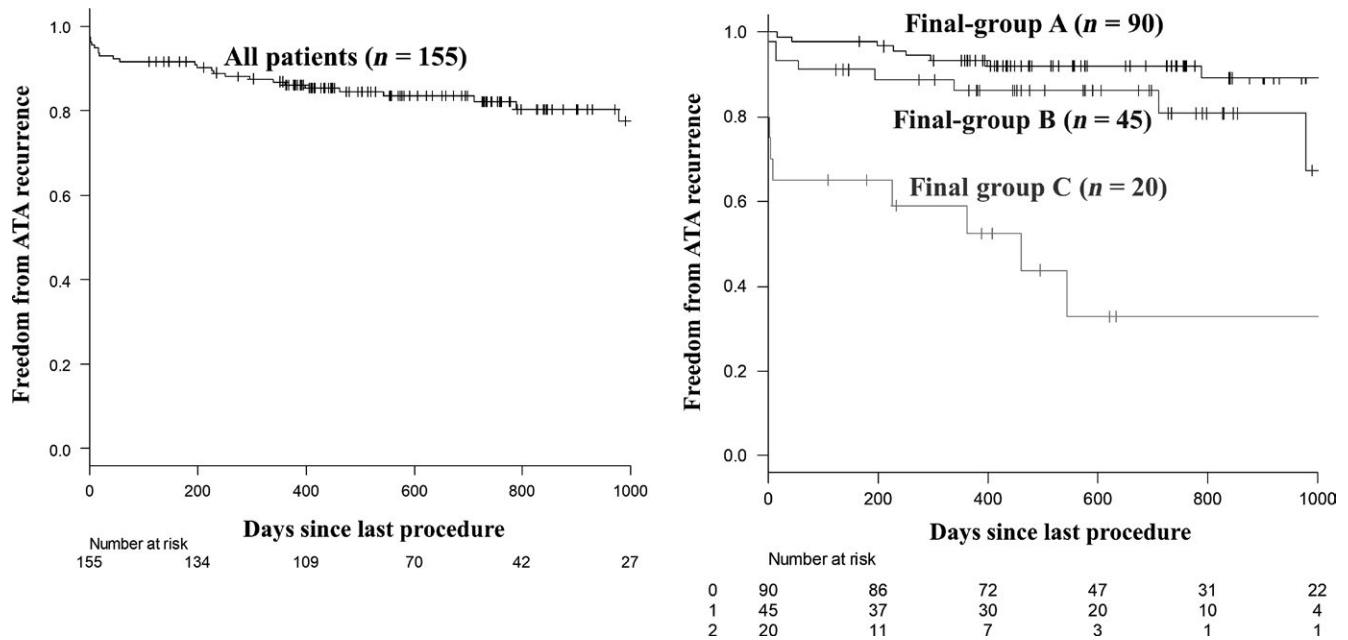 1.0
0.8
0.6
0.4
0.2
0.0
Freedom from ATA recurrence
All patients (n = 155)
0 200 400 600 800 1000
Days since last procedure
Number at risk
155 134 109 70 42 27
1.0
0.8
0.6
0.4
0.2
0.0
Freedom from ATA recurrence
Final-group A (n = 90)
Final-group B (n = 45)
Final group C (n = 20)
0 200 400 600 800 1000
Days since last procedure
Number at risk
0 90 86 72 47 31 22
1 45 37 30 20 10 4
2 20 11 7 3 1 1